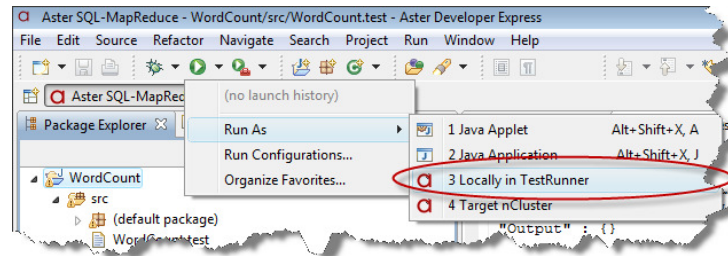 Aster SQL-MapReduce - WordCount/src/WordCount.test - Aster Developer Express
File Edit Source Refactor Navigate Search Project Run Window Help
Aster SQL-MapRed
(no launch history)
Package Explorer
Run As
1 Java Applet Alt+Shift+X, A
Run Configurations...
2 Java Application Alt+Shift+X, J
WordCount
Organize Favorites...
3 Locally in TestRunner
src
4 Target nCluster
(default package)
"Output" : {}
WordCount.test